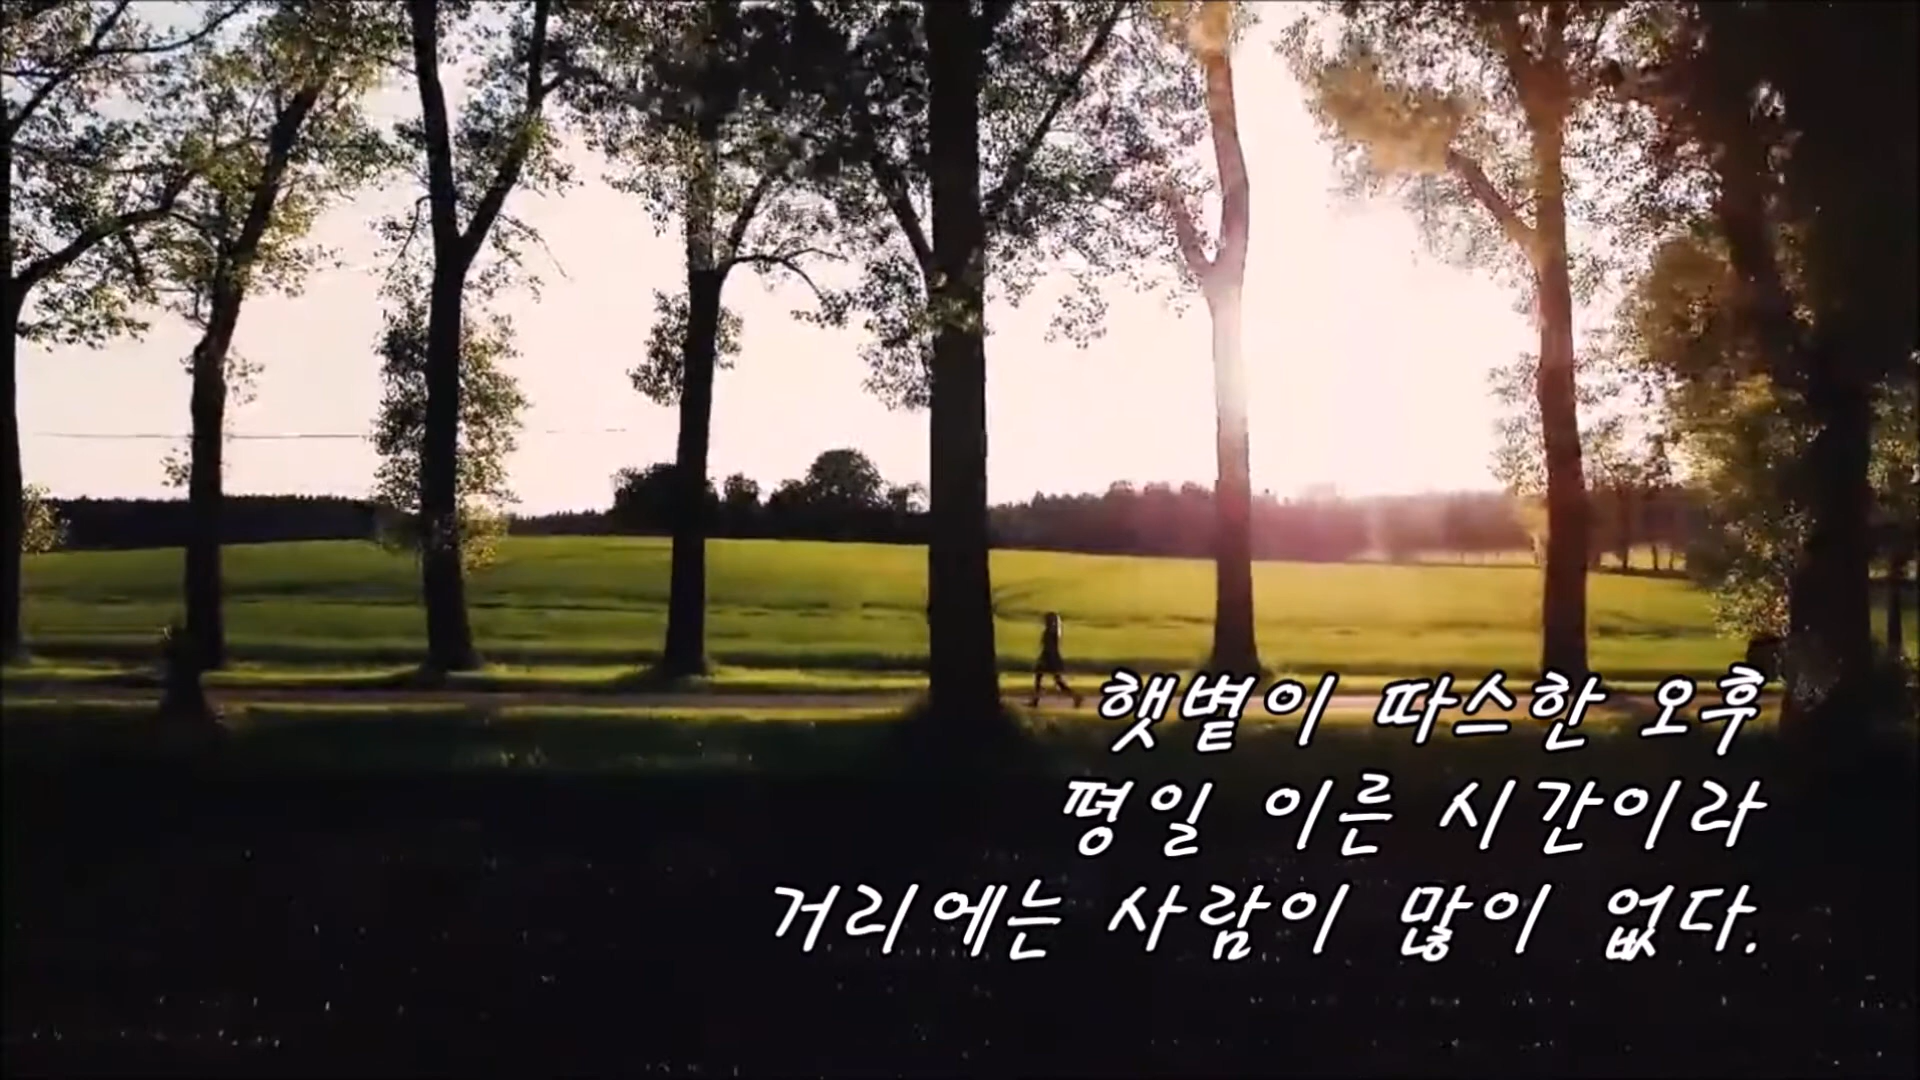 햇볕이 따스한 오후
평일 이른 시간이라
거리에는 사람이 많이 없다.